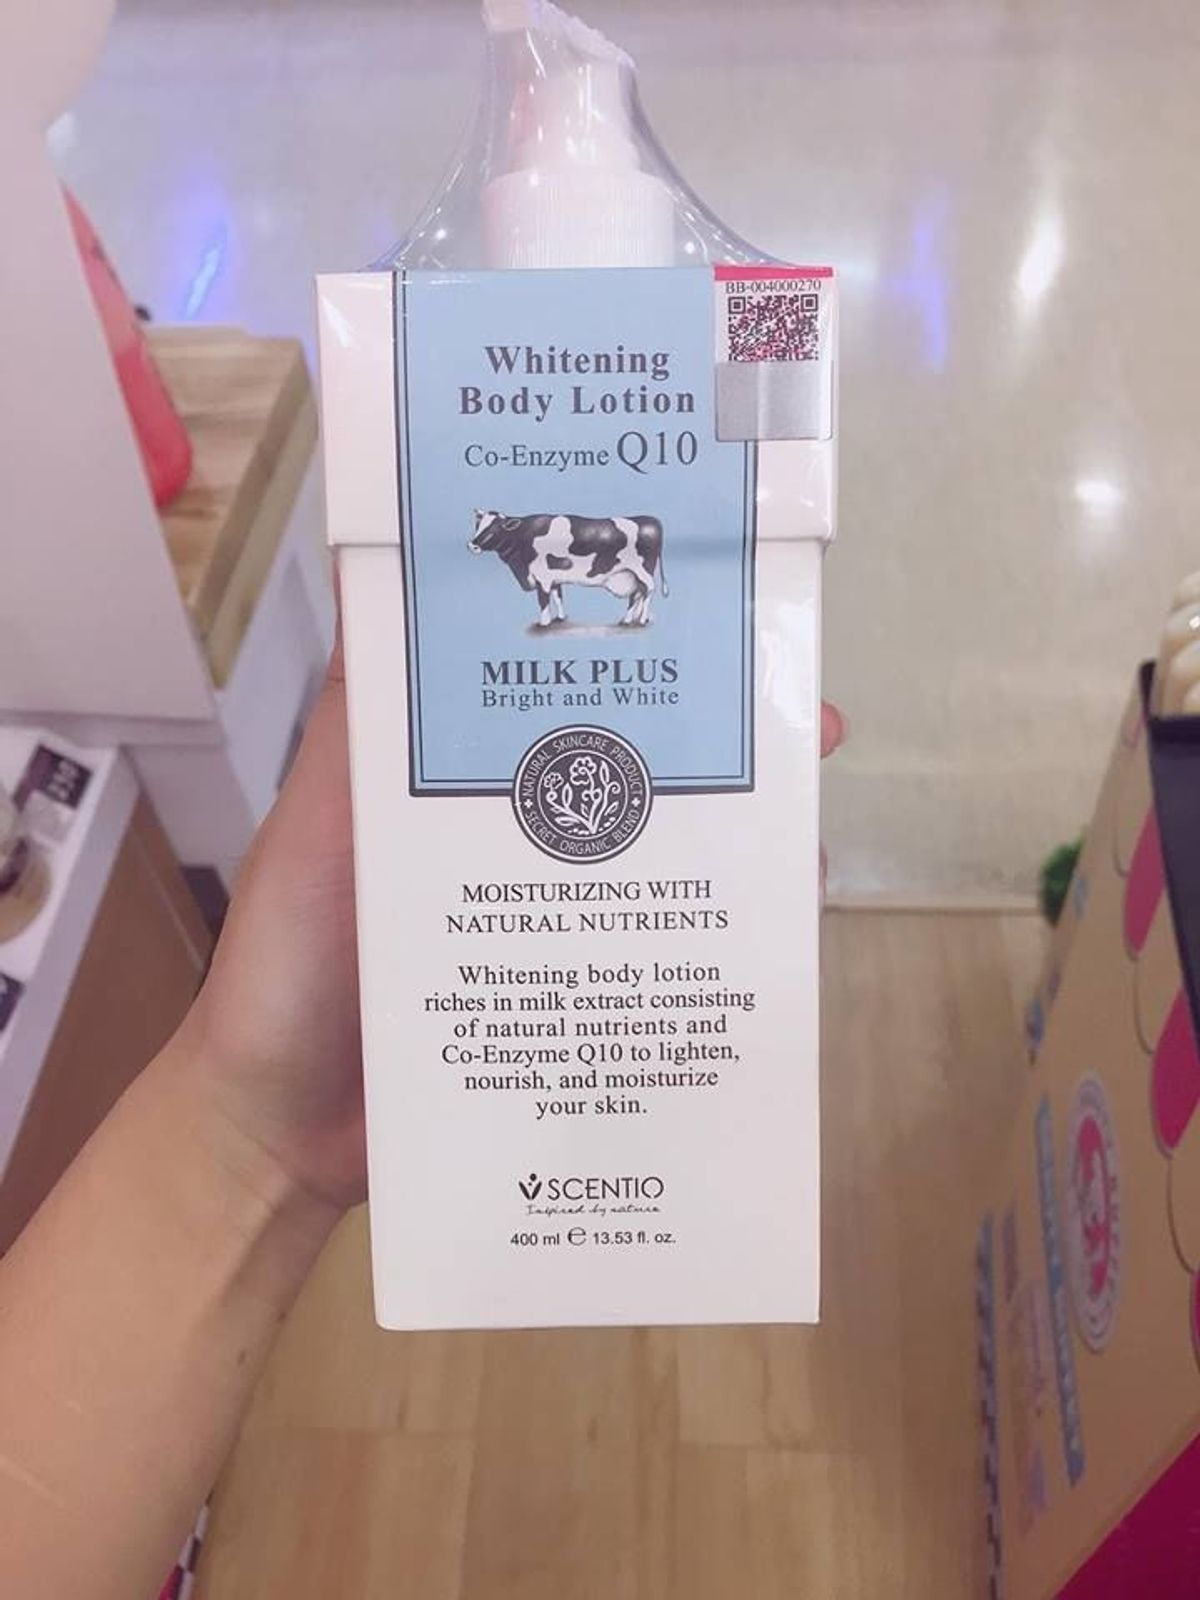 BB-004000270
Whitening
Body Lotion
Co-Enzyme Q10
MILK PLUS
Bright and White
NATURAL SKINCARE PRODUCT
SECRET ORGANIC BLEND
MOISTURIZING WITH
NATURAL NUTRIENTS
Whitening body lotion
riches in milk extract consisting
of natural nutrients and
Co-Enzyme Q10 to lighten,
nourish, and moisturize
your skin.
SCENTIO
Inspired by nature
400 ml ℮ 13.53 fl. oz.